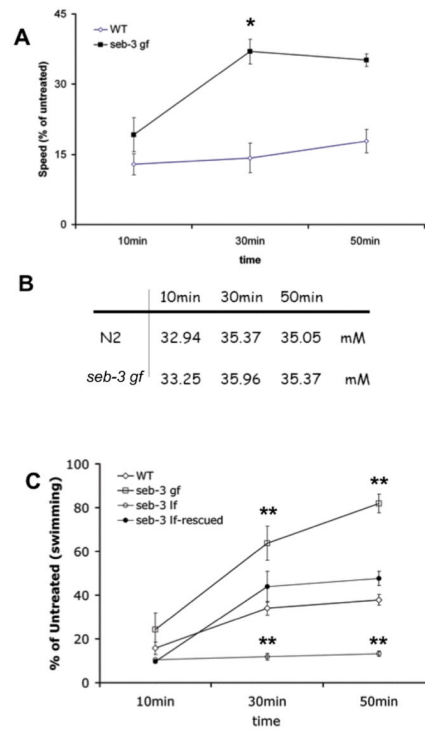 A
WT
seb-3 gf
*
45
30
15
0
Speed (% of untreated)
10min 30min 50min
time
B
10min 30min 50min
N2 32.94 35.37 35.05 mM
seb-3 gf 33.25 35.96 35.37 mM
C
WT
seb-3 gf
seb-3 lf
seb-3 lf-rescued
** **
** **
100
80
60
40
20
0
% of Untreated (swimming)
10min 30min 50min
time